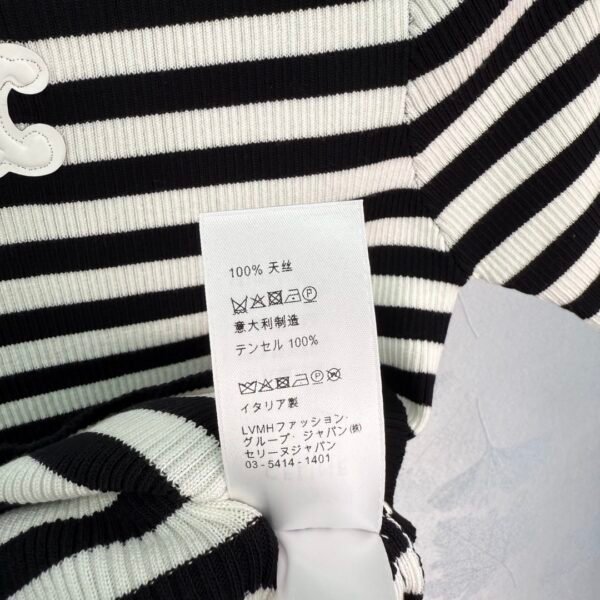 100% 天丝
P
意大利制造
テンセル 100%
P W
イタリア製
LVMHファッション・
グループ・ジャパン㈱
セリーヌジャパン
03 - 5414 - 1401